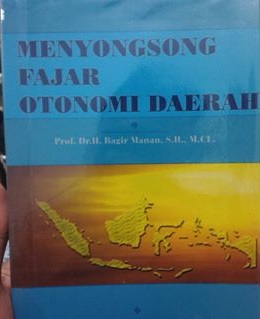 MENYONGSONG
FAJAR
OTONOMI DAERAH
Prof. Dr.H. Bagir Manan, S.H., M.CL.